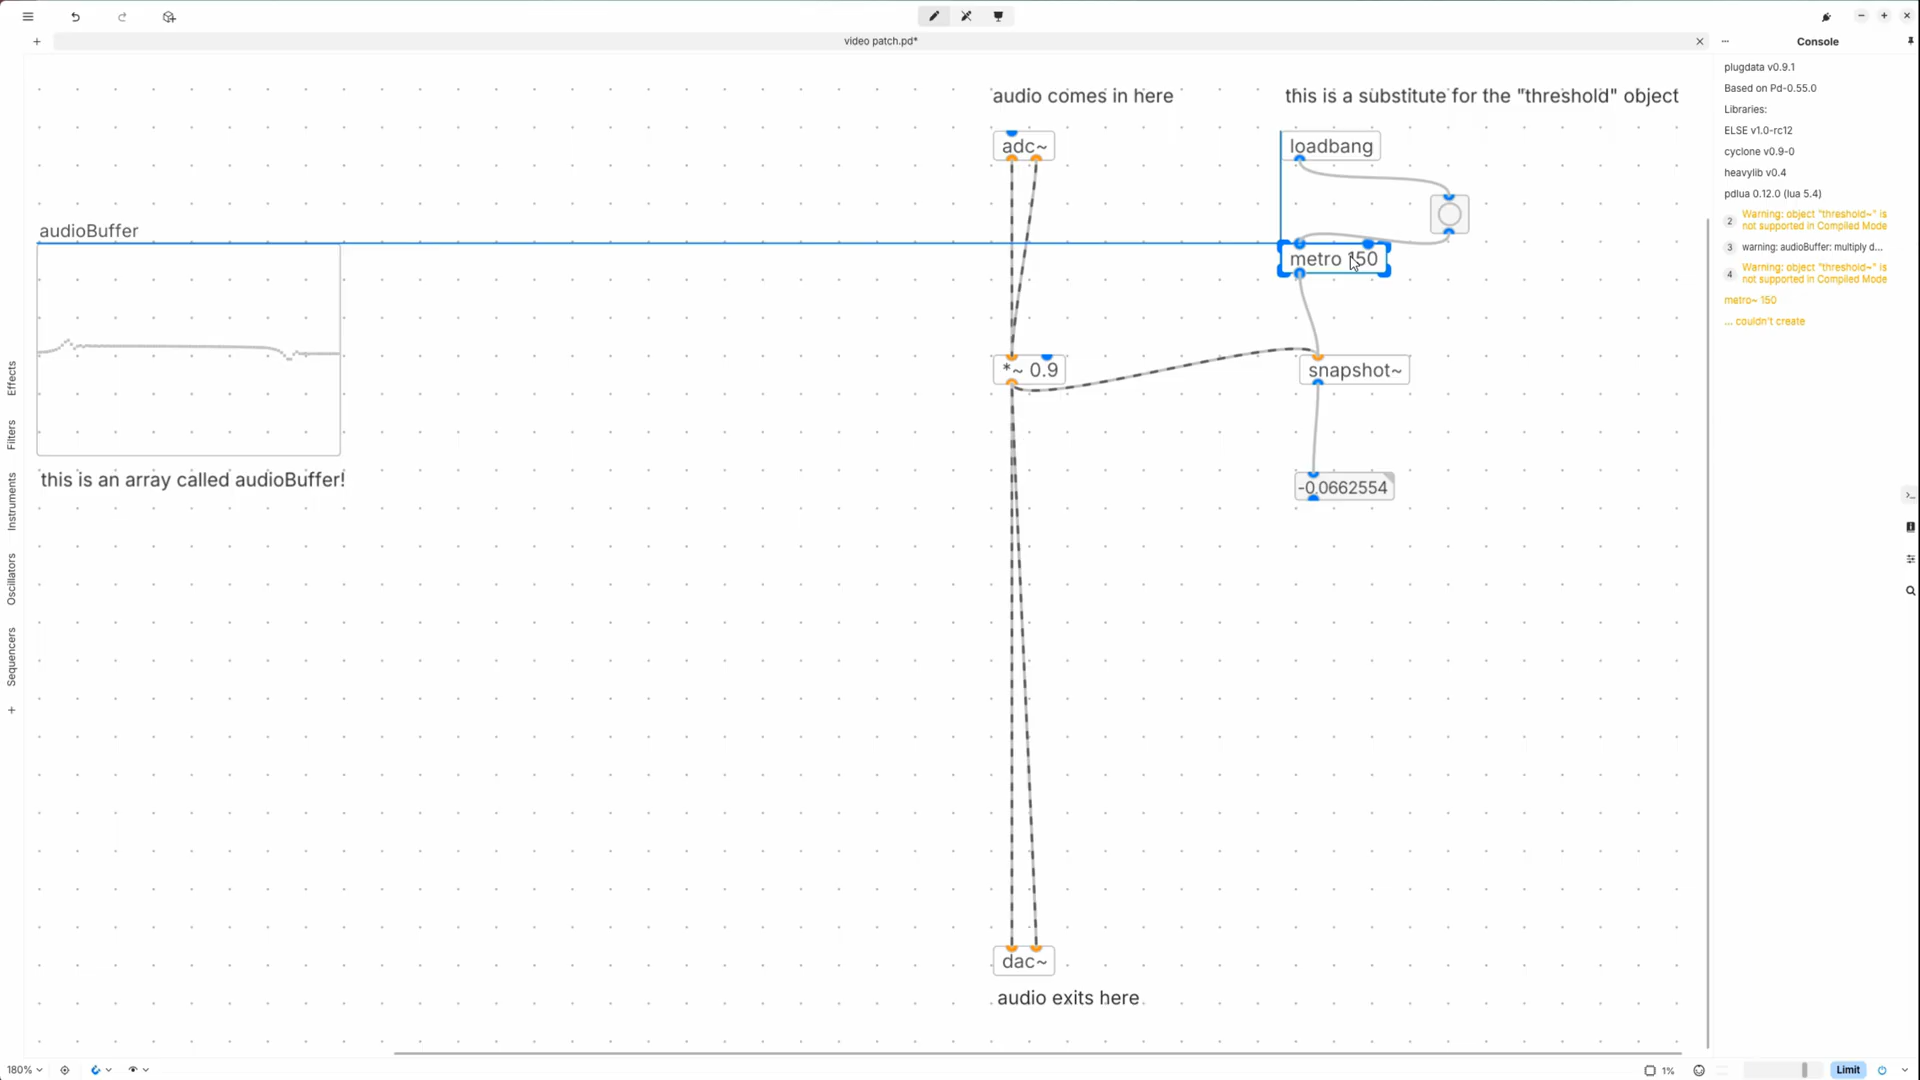 video patch.pd*
Console
plugdata v0.9.1
Based on Pd-0.55.0
Libraries:
ELSE v1.0-rc12
cyclone v0.9-0
heavylib v0.4
pdlua 0.12.0 (lua 5.4)
2 Warning: object "threshold~" is
not supported in Compiled Mode
3 warning: audioBuffer: multiply d...
4 Warning: object "threshold~" is
not supported in Compiled Mode
metro~ 150
... couldn't create
audio comes in here
this is a substitute for the "threshold" object
adc~
loadbang
audioBuffer
metro 150
*~ 0.9
snapshot~
this is an array called audioBuffer!
-0.0662554
dac~
audio exits here
Effects
Filters
Instruments
Oscillators
Sequencers
180%
1%
Limit